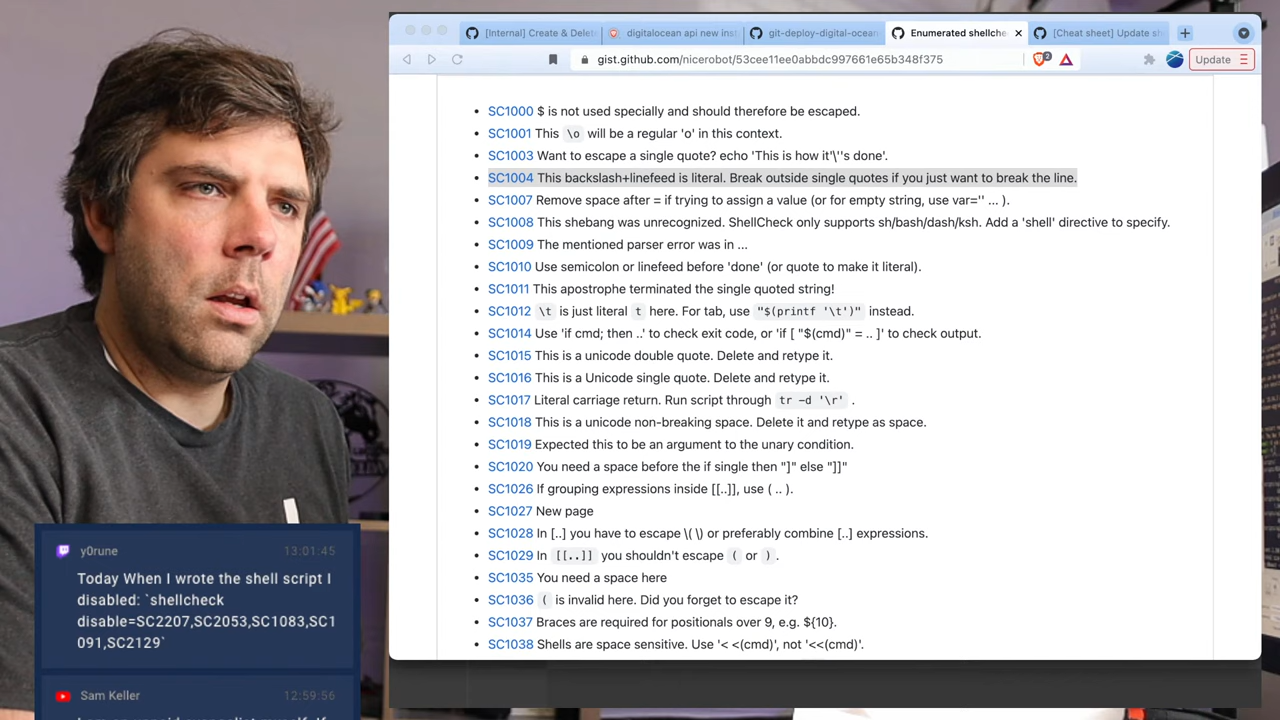 [Internal] Create & Delet
digitalocean api new inst
git-deploy-digital-ocean
Enumerated shellche
[Cheat sheet] Update sh
gist.github.com/nicerobot/53cee11ee0abbdc997661e65b348f375
2
Update
SC1000 $ is not used specially and should therefore be escaped.
SC1001 This \o will be a regular 'o' in this context.
SC1003 Want to escape a single quote? echo 'This is how it'\''s done'.
SC1004 This backslash+linefeed is literal. Break outside single quotes if you just want to break the line.
SC1007 Remove space after = if trying to assign a value (or for empty string, use var='' ... ).
SC1008 This shebang was unrecognized. ShellCheck only supports sh/bash/dash/ksh. Add a 'shell' directive to specify.
SC1009 The mentioned parser error was in ...
SC1010 Use semicolon or linefeed before 'done' (or quote to make it literal).
SC1011 This apostrophe terminated the single quoted string!
SC1012 \t is just literal t here. For tab, use "$(printf '\t')" instead.
SC1014 Use 'if cmd; then ..' to check exit code, or 'if [ "$(cmd)" = .. ]' to check output.
SC1015 This is a unicode double quote. Delete and retype it.
SC1016 This is a Unicode single quote. Delete and retype it.
SC1017 Literal carriage return. Run script through tr -d '\r' .
SC1018 This is a unicode non-breaking space. Delete it and retype as space.
SC1019 Expected this to be an argument to the unary condition.
SC1020 You need a space before the if single then "]" else "]]"
SC1026 If grouping expressions inside [[..]], use ( .. ).
SC1027 New page
SC1028 In [..] you have to escape \( \) or preferably combine [..] expressions.
SC1029 In [[..]] you shouldn't escape ( or ).
SC1035 You need a space here
SC1036 ( is invalid here. Did you forget to escape it?
SC1037 Braces are required for positionals over 9, e.g. ${10}.
SC1038 Shells are space sensitive. Use '< <(cmd)', not '<<(cmd)'.
y0rune 13:01:45
Today When I wrote the shell script I
disabled: `shellcheck
disable=SC2207,SC2053,SC1083,SC1
091,SC2129`
Sam Keller 12:59:56